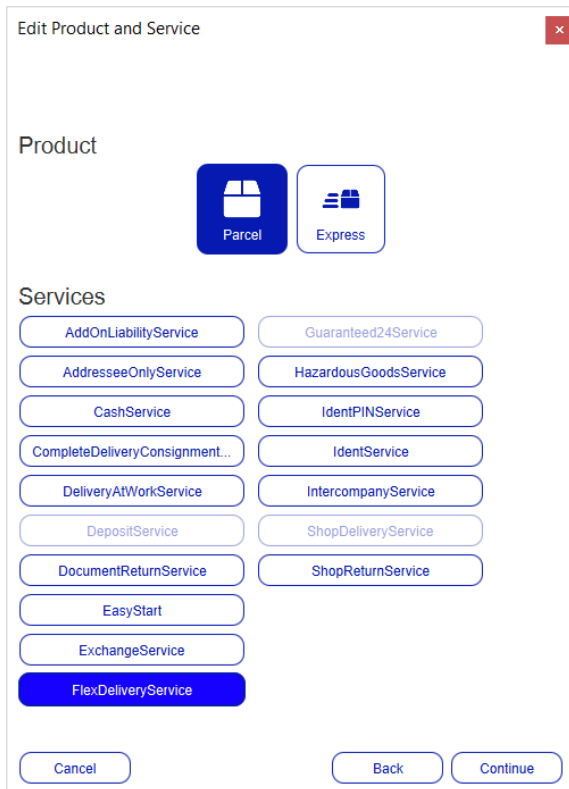 Edit Product and Service
×
Product
Parcel
Express
Services
AddOnLiabilityService
Guaranteed24Service
AddresseeOnlyService
HazardousGoodsService
CashService
IdentPINService
CompleteDeliveryConsignment...
IdentService
DeliveryAtWorkService
IntercompanyService
DepositService
ShopDeliveryService
DocumentReturnService
ShopReturnService
EasyStart
ExchangeService
FlexDeliveryService
Cancel
Back
Continue